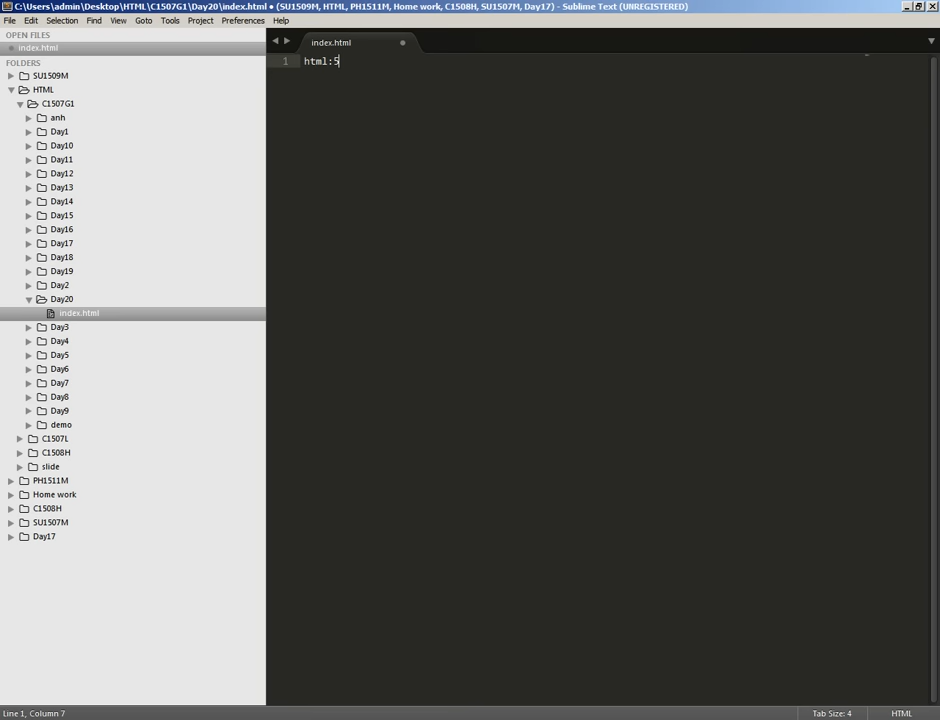 C:\Users\admin\Desktop\HTML\C1507G1\Day20\index.html • (SU1509M, HTML, PH1511M, Home work, C1508H, SU1507M, Day17) - Sublime Text (UNREGISTERED)
File Edit Selection Find View Goto Tools Project Preferences Help
OPEN FILES
index.html
FOLDERS
SU1509M
HTML
C1507G1
anh
Day1
Day10
Day11
Day12
Day13
Day14
Day15
Day16
Day17
Day18
Day19
Day2
Day20
index.html
Day3
Day4
Day5
Day6
Day7
Day8
Day9
demo
C1507L
C1508H
slide
PH1511M
Home work
C1508H
SU1507M
Day17
index.html
1 html:5
Line 1, Column 7
Tab Size: 4
HTML